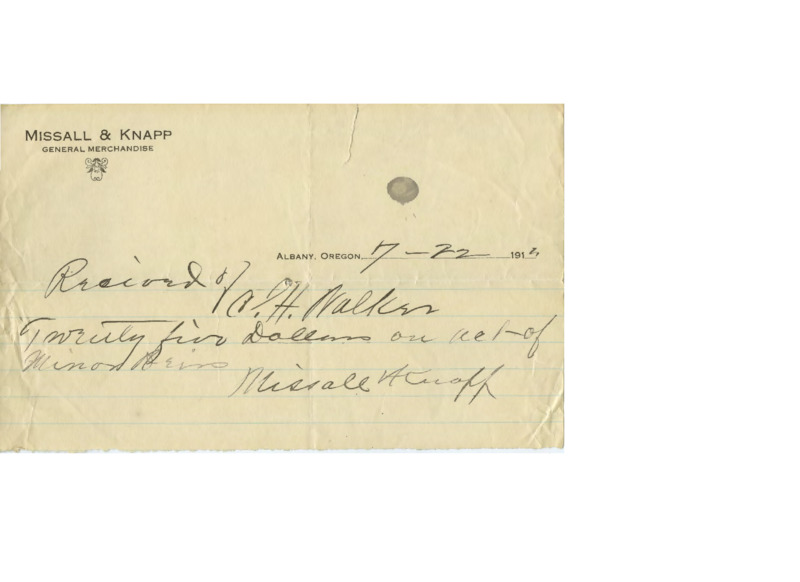 MISSALL & KNAPP
GENERAL MERCHANDISE
ALBANY, OREGON. 7-22 191
Recived of
H. Walker
Twenty five Dollars on act of
Minor Heirs
Missall & Knapp